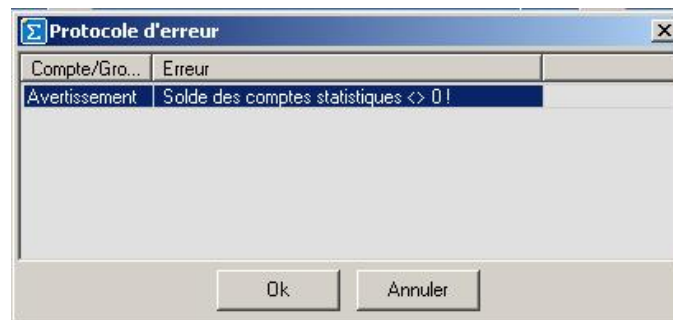 Protocole d'erreur
Compte/Gro... Erreur
Avertissement Solde des comptes statistiques <> 0 !
Ok Annuler